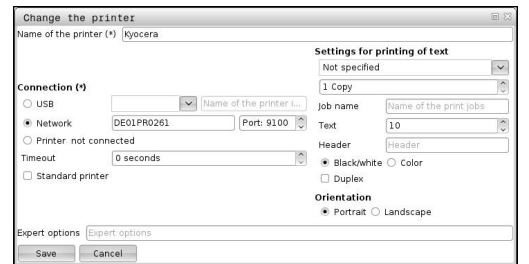 Change the printer
Name of the printer (*) Kyocera
Settings for printing of text
Not specified
Connection (*)
1 Copy
USB Name of the printer i...
Job name Name of the print jobs
Network DE01PR0261 Port: 9100
Text 10
Printer not connected
Header Header
Timeout 0 seconds
Black/white Color
Standard printer
Duplex
Orientation
Portrait Landscape
Expert options Expert options
Save Cancel